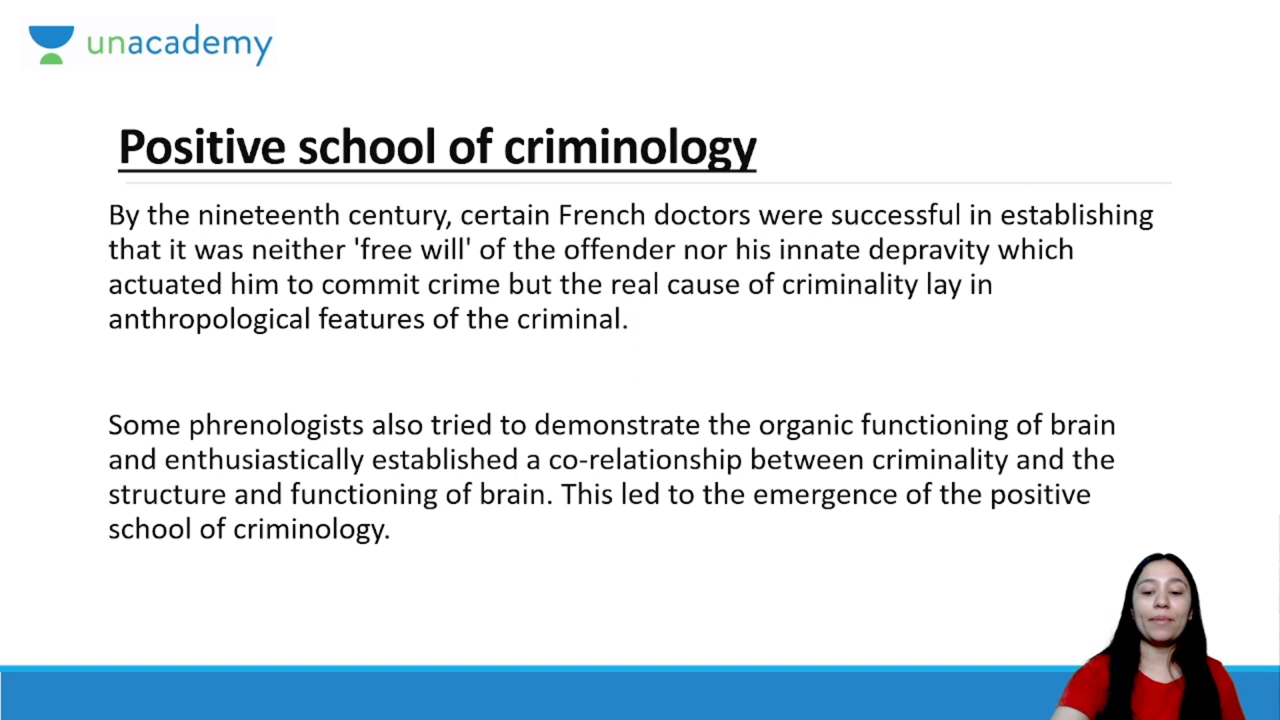 unacademy
Positive school of criminology
By the nineteenth century, certain French doctors were successful in establishing
that it was neither 'free will' of the offender nor his innate depravity which
actuated him to commit crime but the real cause of criminality lay in
anthropological features of the criminal.
Some phrenologists also tried to demonstrate the organic functioning of brain
and enthusiastically established a co-relationship between criminality and the
structure and functioning of brain. This led to the emergence of the positive
school of criminology.